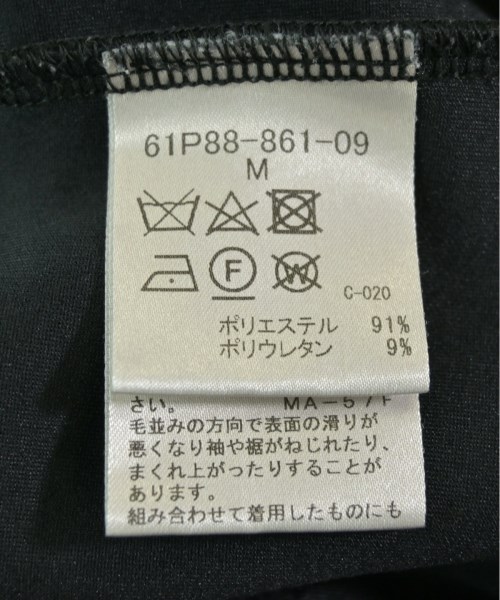 61P88-861-09
M
F
W
C-020
ポリエステル 91%
ポリウレタン 9%
さい。 MA-57F
毛並みの方向で表面の滑りが
悪くなり袖や裾がねじれたり、
まくれ上がったりすることが
あります。
組み合わせて着用したものにも